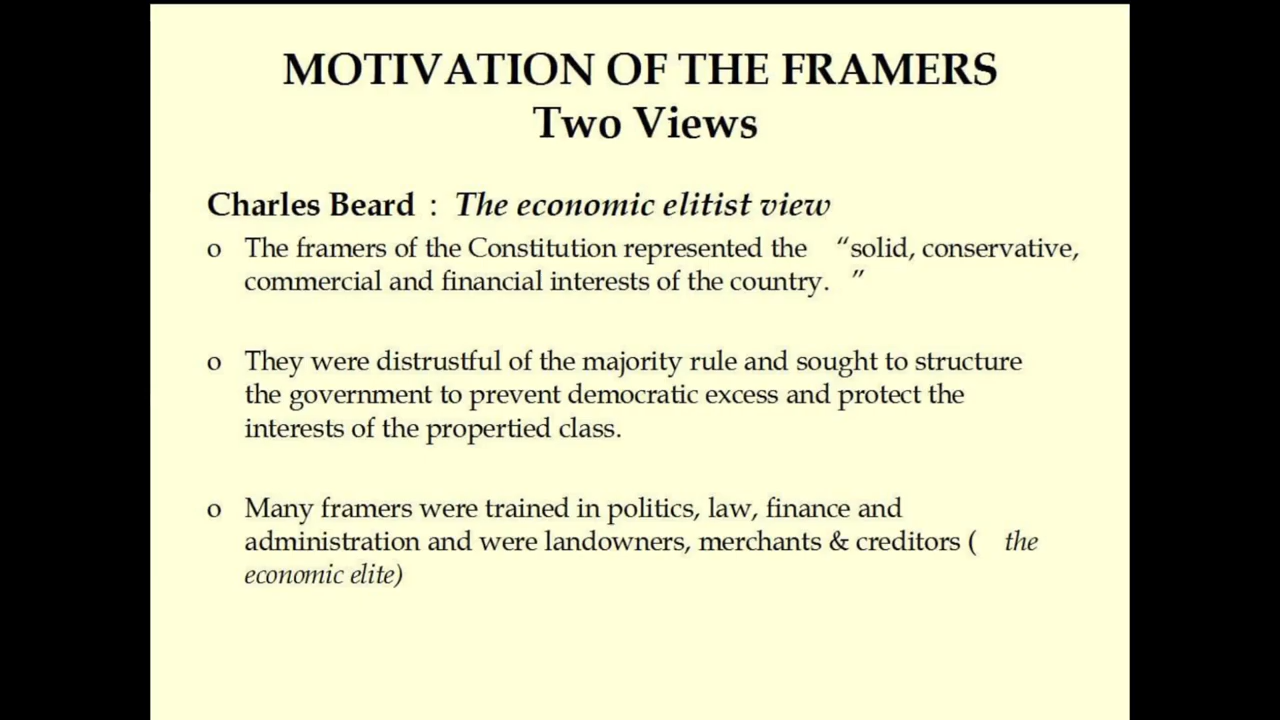 MOTIVATION OF THE FRAMERS
Two Views
Charles Beard : The economic elitist view
o The framers of the Constitution represented the “solid, conservative,
commercial and financial interests of the country. ”
o They were distrustful of the majority rule and sought to structure
the government to prevent democratic excess and protect the
interests of the propertied class.
o Many framers were trained in politics, law, finance and
administration and were landowners, merchants & creditors ( the
economic elite)